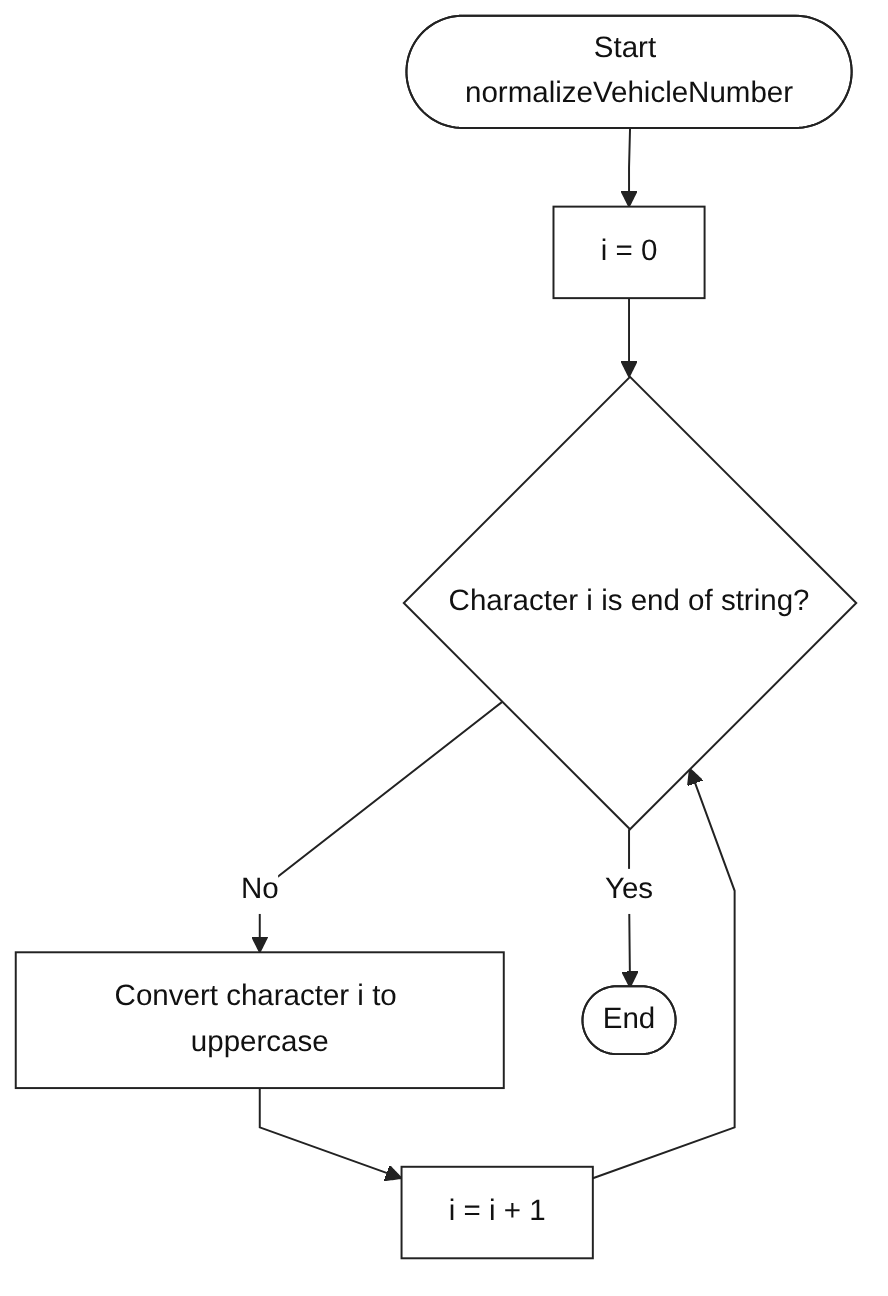 Start
normalizeVehicleNumber
i = 0
Character i is end of string?
No
Yes
Convert character i to
uppercase
End
i = i + 1